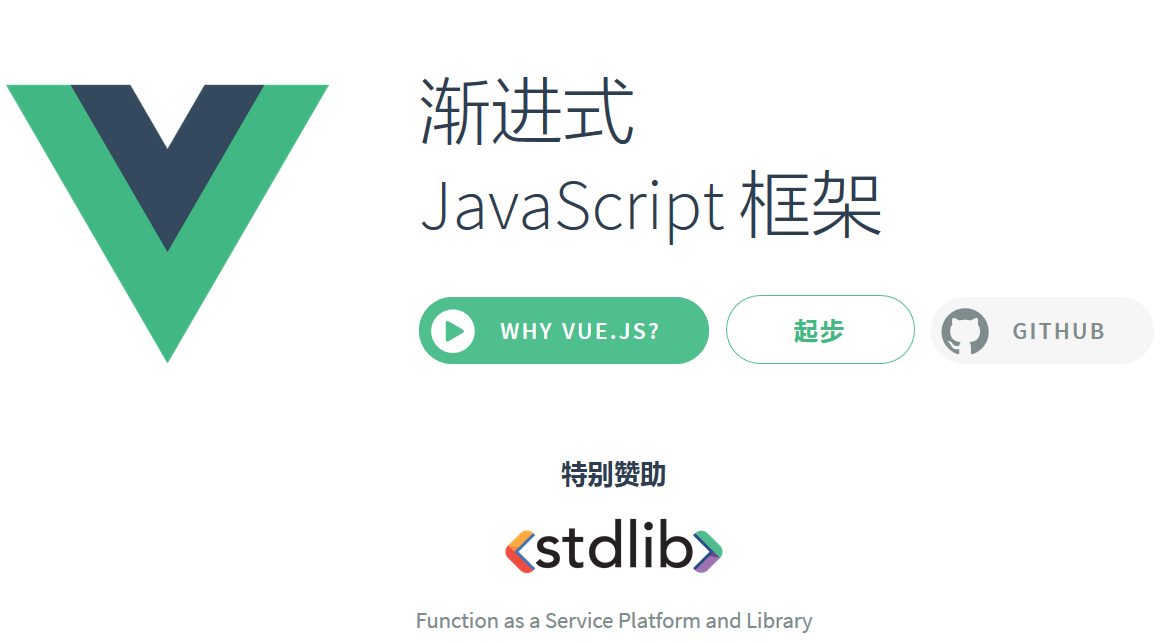 渐进式
JavaScript 框架
WHY VUE.JS?
起步
GITHUB
特别赞助
stdlib
Function as a Service Platform and Library